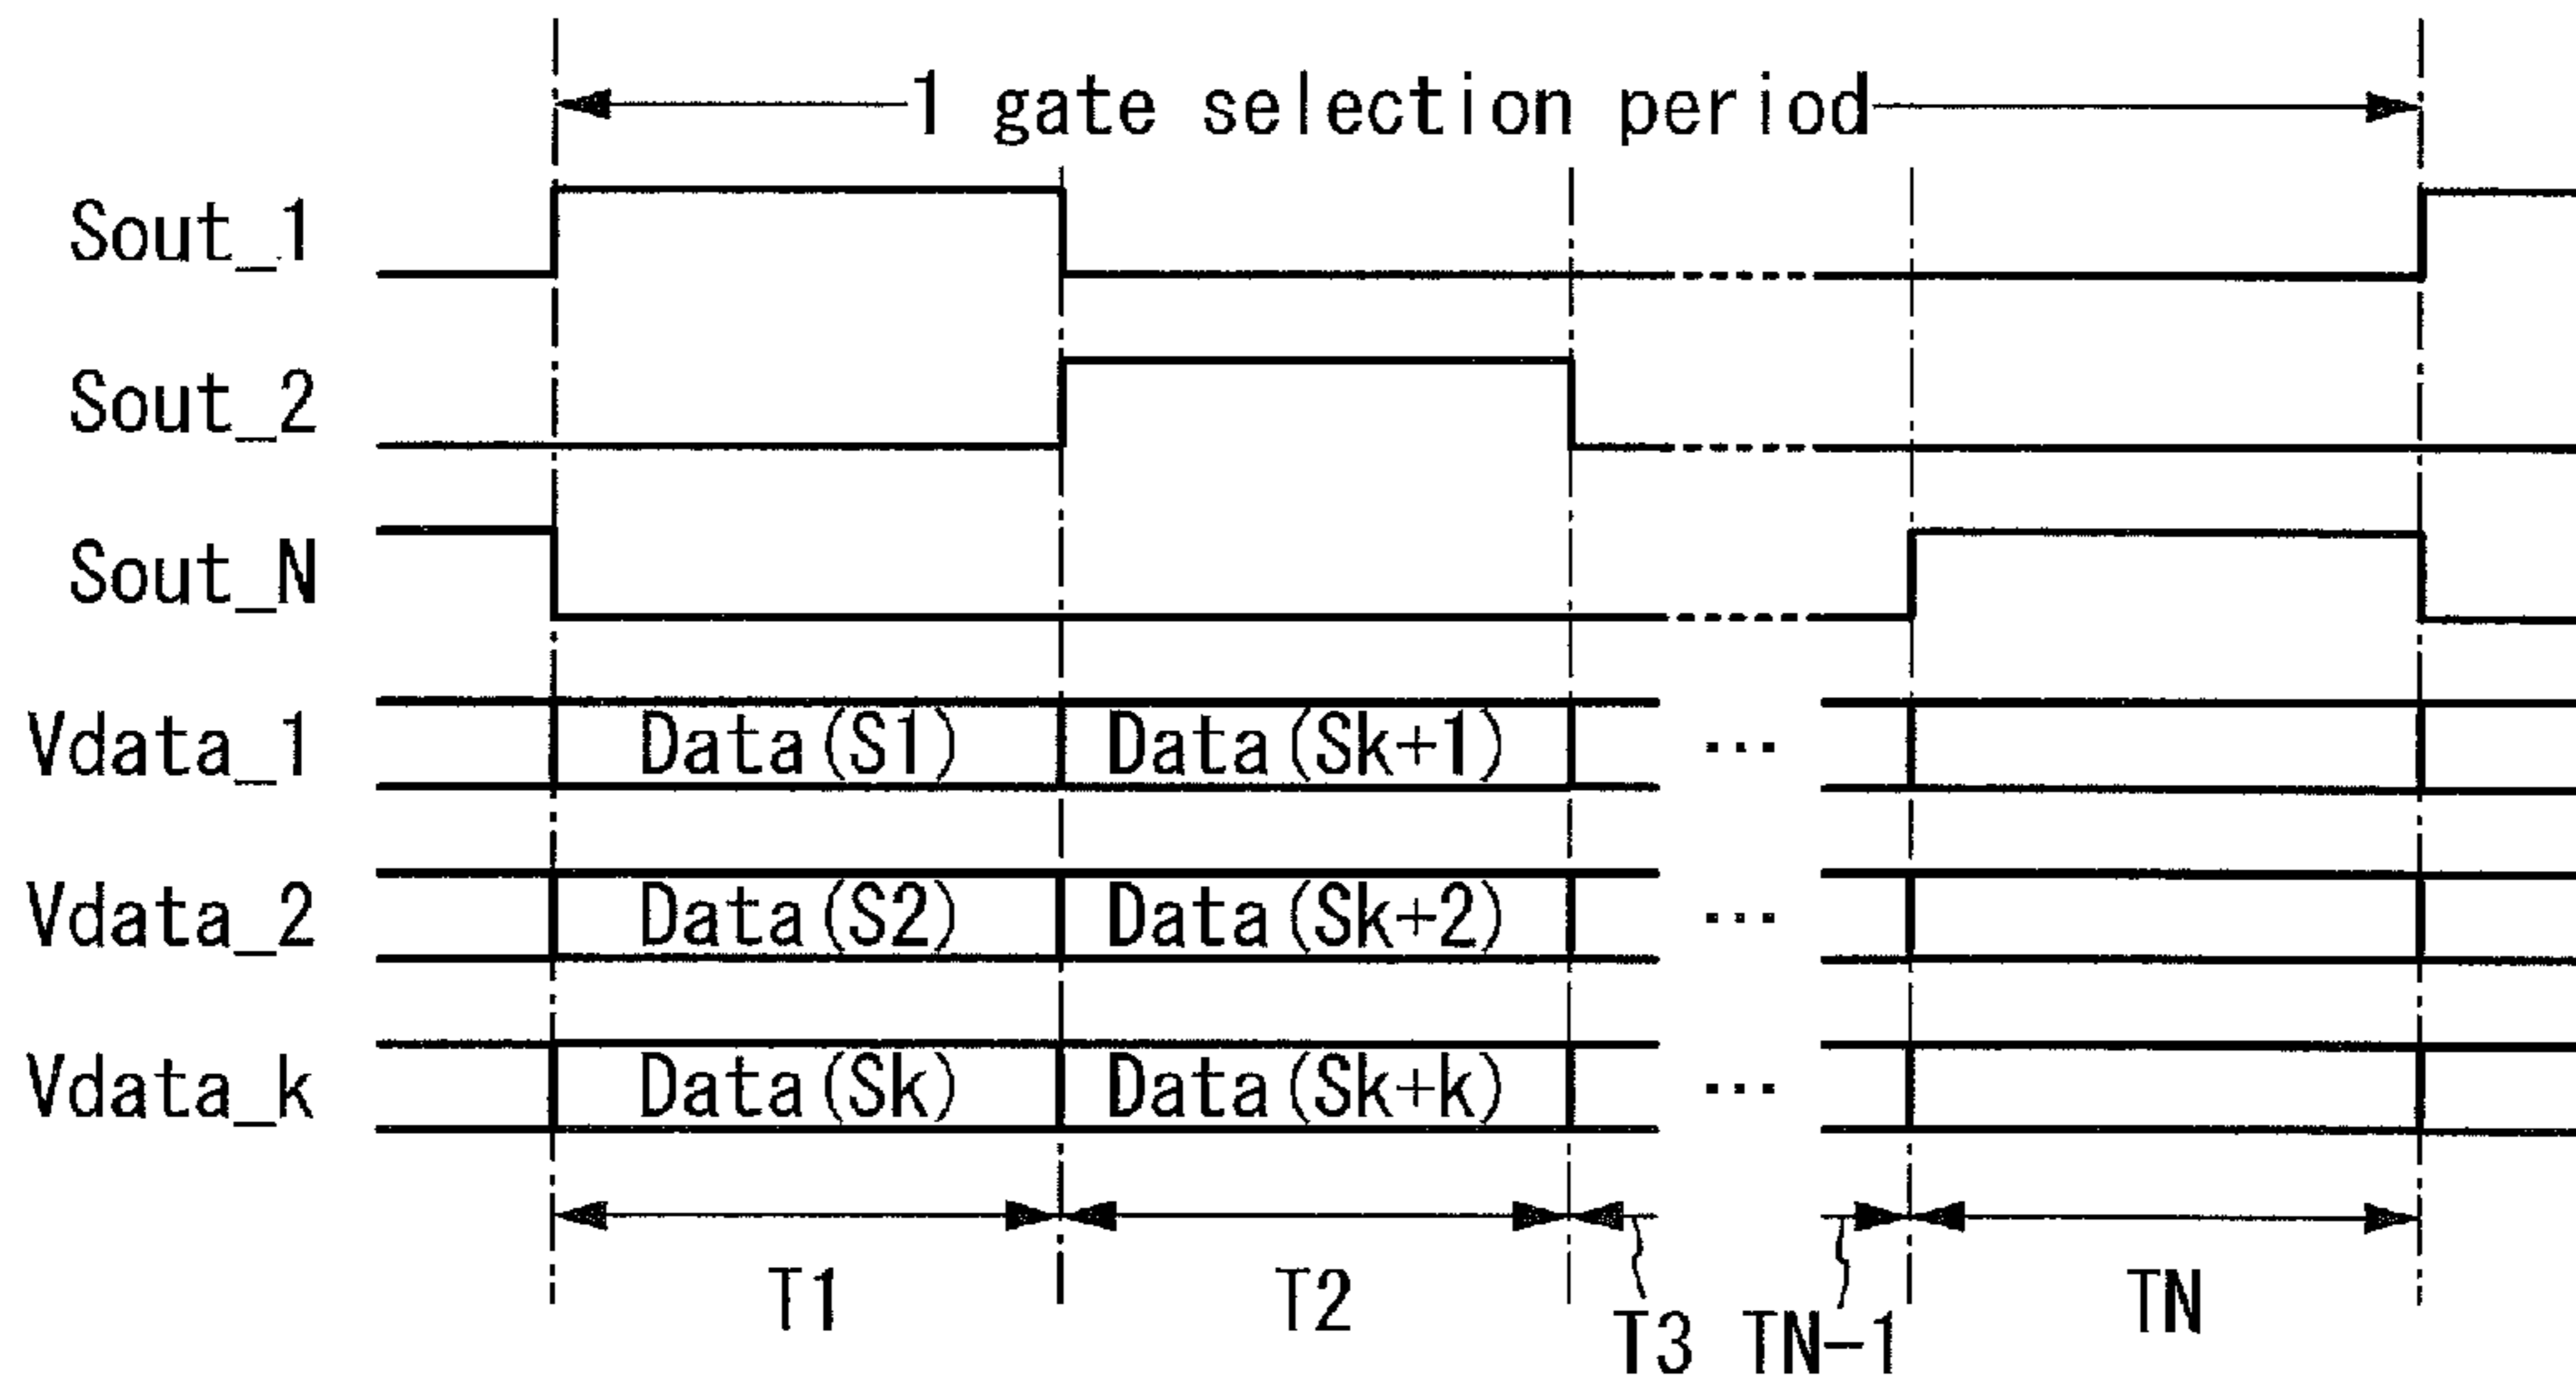 1 gate selection period
Sout_1
Sout_2
Sout_N
Vdata_1 Data(S1) Data(Sk+1) ...
Vdata_2 Data(S2) Data(Sk+2) ...
Vdata_k Data(Sk) Data(Sk+k) ...
T1 T2 T3 TN-1 TN